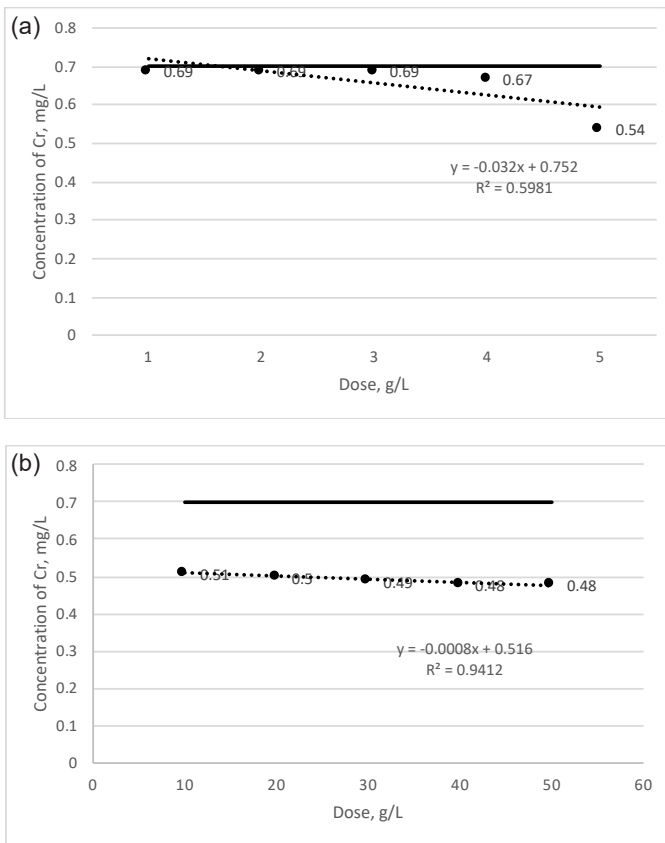 (a)
0.8
0.7
0.6
0.5
0.4
0.3
0.2
0.1
0
Concentration of Cr, mg/L
0.69
0.69
0.69
0.67
0.54
y = -0.032x + 0.752
R² = 0.5981
1 2 3 4 5
Dose, g/L
(b)
0.8
0.7
0.6
0.5
0.4
0.3
0.2
0.1
0
Concentration of Cr, mg/L
0.51
0.5
0.49
0.48
0.48
y = -0.0008x + 0.516
R² = 0.9412
0 10 20 30 40 50 60
Dose, g/L